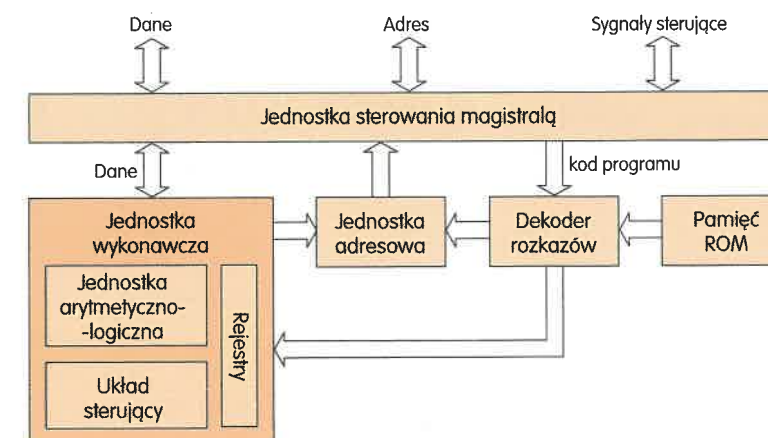 Dane
Adres
Sygnały sterujące
Jednostka sterowania magistralą
Dane
kod programu
Jednostka
wykonawcza
Jednostka
adresowa
Dekoder
rozkazów
Pamięć
ROM
Jednostka
arytmetyczno-
-logiczna
Rejestry
Układ
sterujący